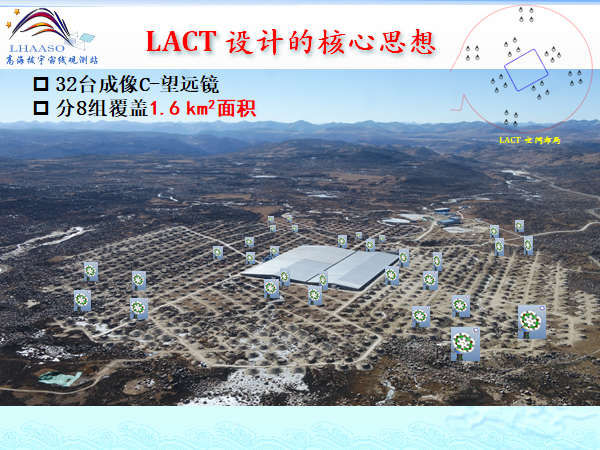 LHAASO
高海拔宇宙线观测站
LACT 设计的核心思想
32台成像C-望远镜
分8组覆盖1.6 km²面积
LACT 空间布局